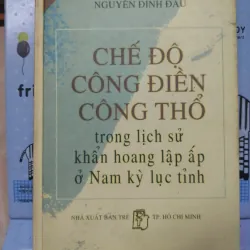 NGUYỄN ĐÌNH ĐẦU
CHẾ ĐỘ
CÔNG ĐIỀN
CÔNG THỔ
trong lịch sử
khẩn hoang lập ấp
ở Nam kỳ lục tỉnh
NHÀ XUẤT BẢN TRẺ TP. HỒ CHÍ MINH